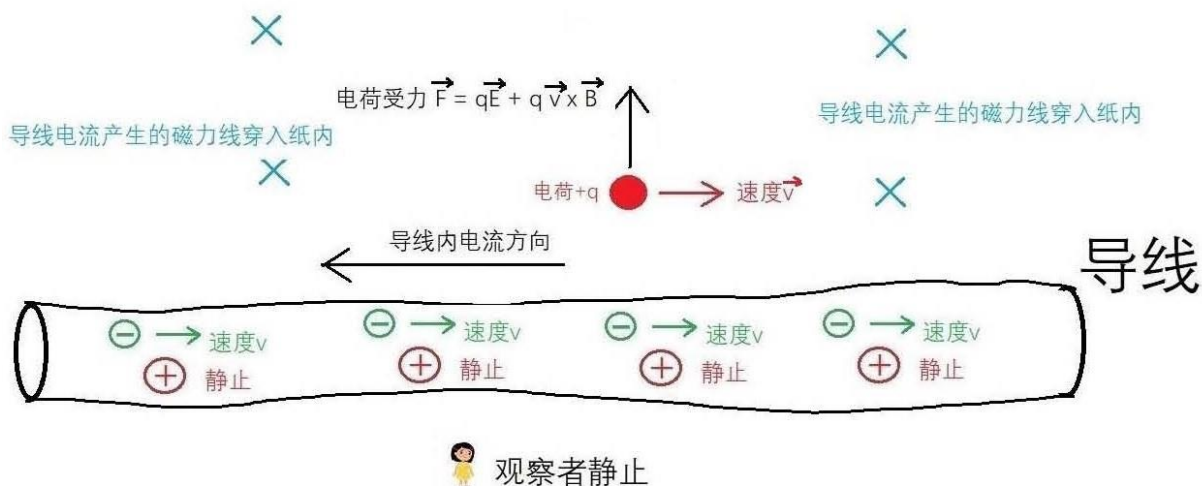 电荷受力 F = qE + q v x B
导线电流产生的磁力线穿入纸内
导线电流产生的磁力线穿入纸内
电荷+q
速度v
导线内电流方向
导线
速度v
速度v
速度v
速度v
静止
静止
静止
静止
观察者静止